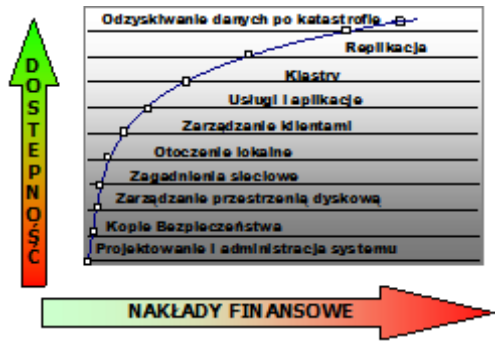 Odzyskiwanie danych po katastrofie
Replikacja
Klastry
Usługi i aplikacje
Zarządzanie klientami
Otoczenie lokalne
Zagadnienia sieciowe
Zarządzanie przestrzenią dyskową
Kopie Bezpieczeństwa
Projektowanie i administracja systemu
DOSTEPNOŚĆ
NAKŁADY FINANSOWE